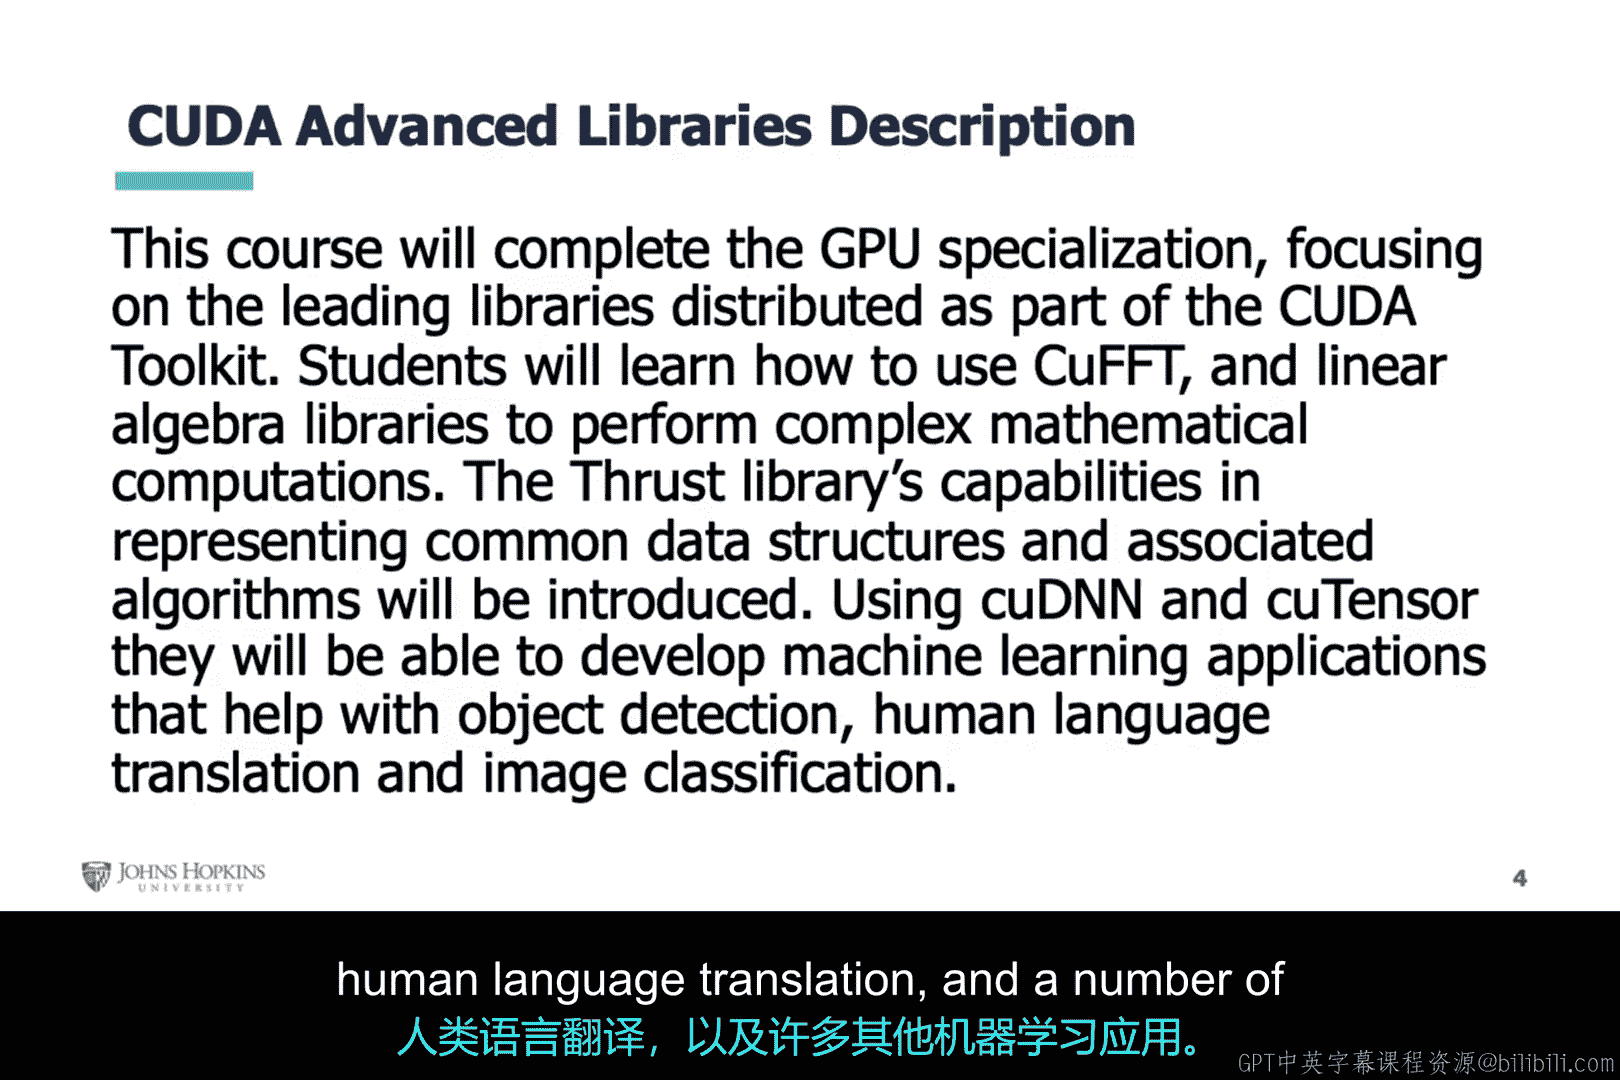 CUDA Advanced Libraries Description
This course will complete the GPU specialization, focusing
on the leading libraries distributed as part of the CUDA
Toolkit. Students will learn how to use CuFFT, and linear
algebra libraries to perform complex mathematical
computations. The Thrust library’s capabilities in
representing common data structures and associated
algorithms will be introduced. Using cuDNN and cuTensor
they will be able to develop machine learning applications
that help with object detection, human language
translation and image classification.
JOHNS HOPKINS
UNIVERSITY
4
human language translation, and a number of
人类语言翻译，以及许多其他机器学习应用。
GPT中英字幕课程资源@bilibili.com